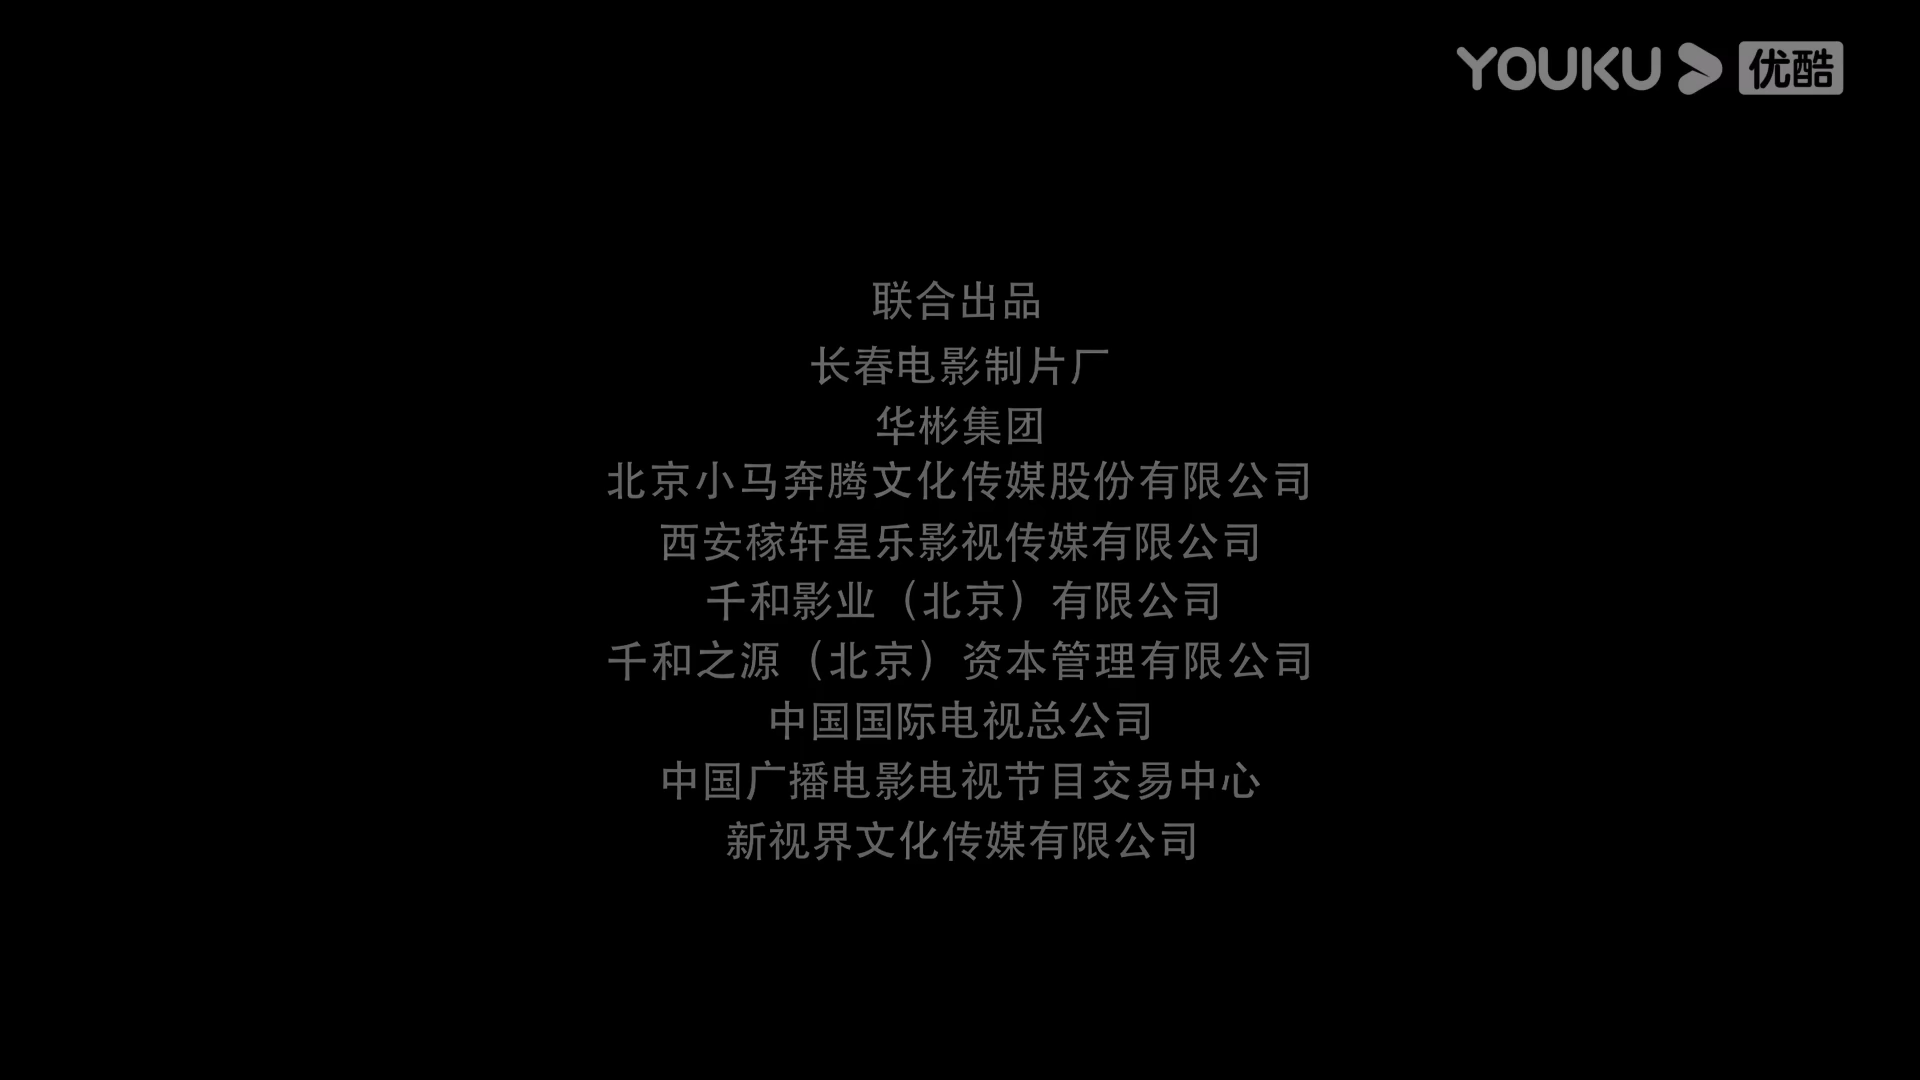 YOUKU 优酷
联合出品
长春电影制片厂
华彬集团
北京小马奔腾文化传媒股份有限公司
西安稼轩星乐影视传媒有限公司
千和影业（北京）有限公司
千和之源（北京）资本管理有限公司
中国国际电视总公司
中国广播电影电视节目交易中心
新视界文化传媒有限公司